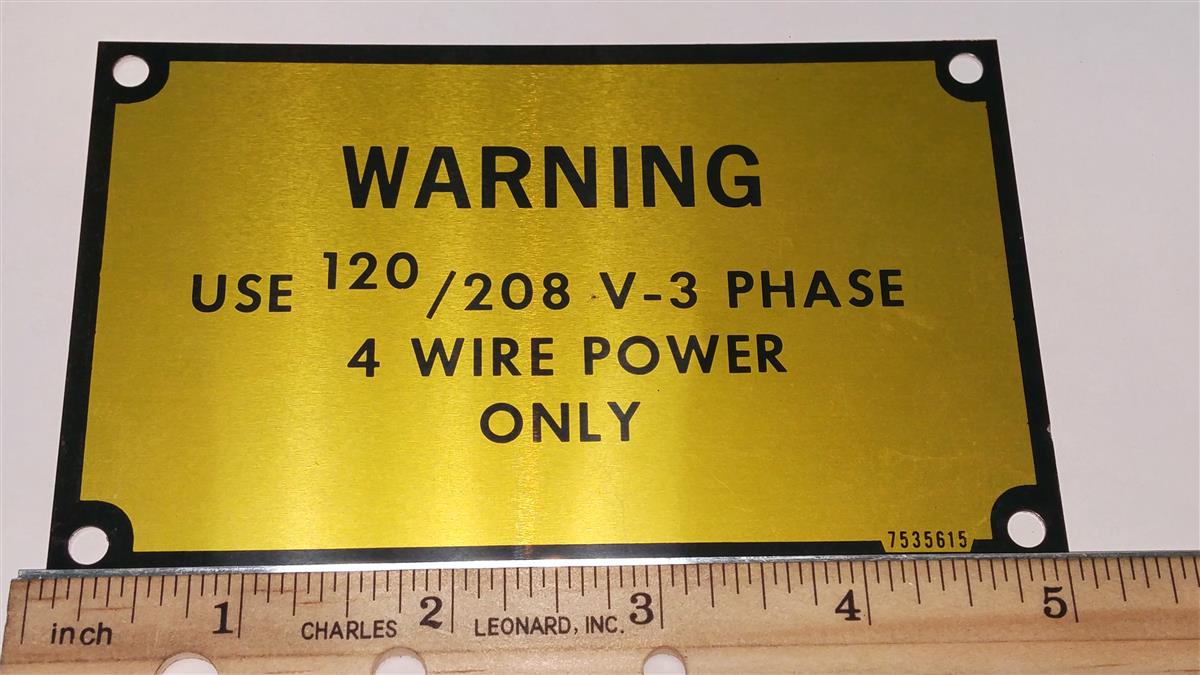 WARNING
USE 120/208 V-3 PHASE
4 WIRE POWER
ONLY
7535615
1 2 3 4 5
inch CHARLES LEONARD, INC.